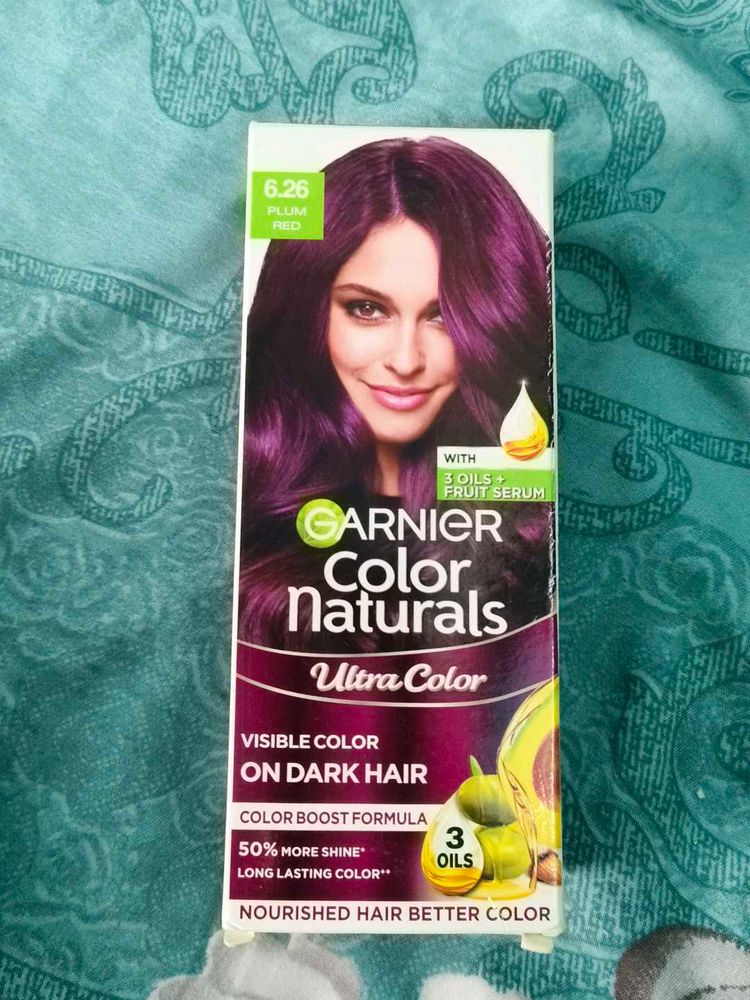 6.26
PLUM
RED
WITH
3 OILS +
FRUIT SERUM
GARNIER
Color
Naturals
Ultra Color
VISIBLE COLOR
ON DARK HAIR
COLOR BOOST FORMULA
50% MORE SHINE*
LONG LASTING COLOR**
3
OILS
NOURISHED HAIR BETTER COLOR